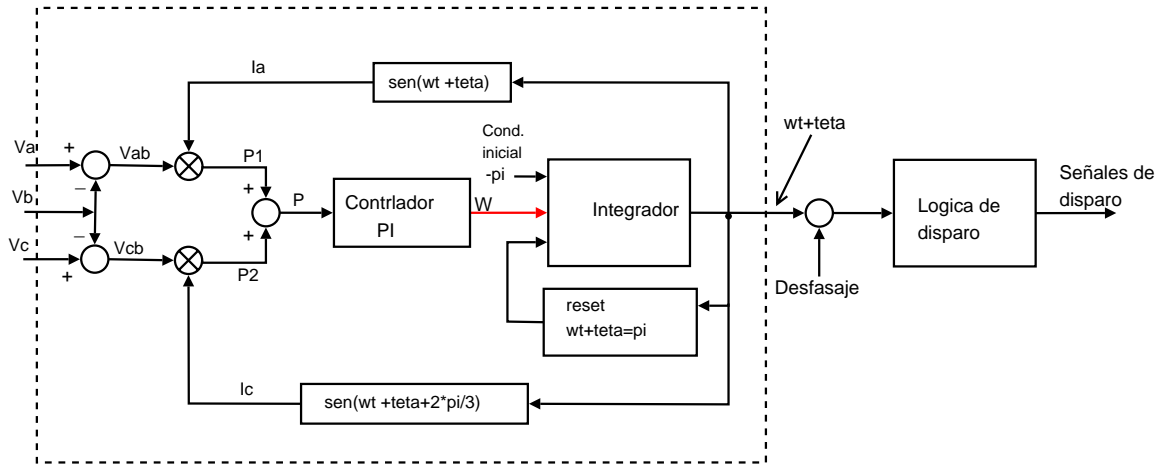 Ia
sen(wt +teta)
Cond.
inicial
-pi
wt+teta
Va
+
Vab
P1
+
Vb
−
P
Contrlador
PI
W
Integrador
Logica de
disparo
Señales de
disparo
Vc
−
+
Vcb
+
P2
Desfasaje
reset
wt+teta=pi
Ic
sen(wt +teta+2*pi/3)